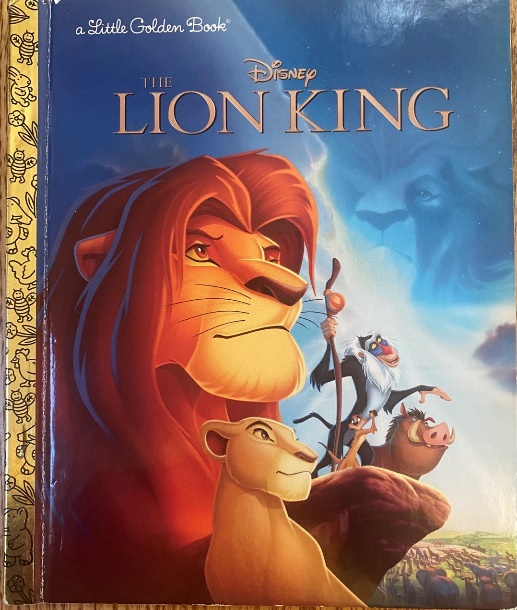 a Little Golden Book®
Disney
THE
LION KING